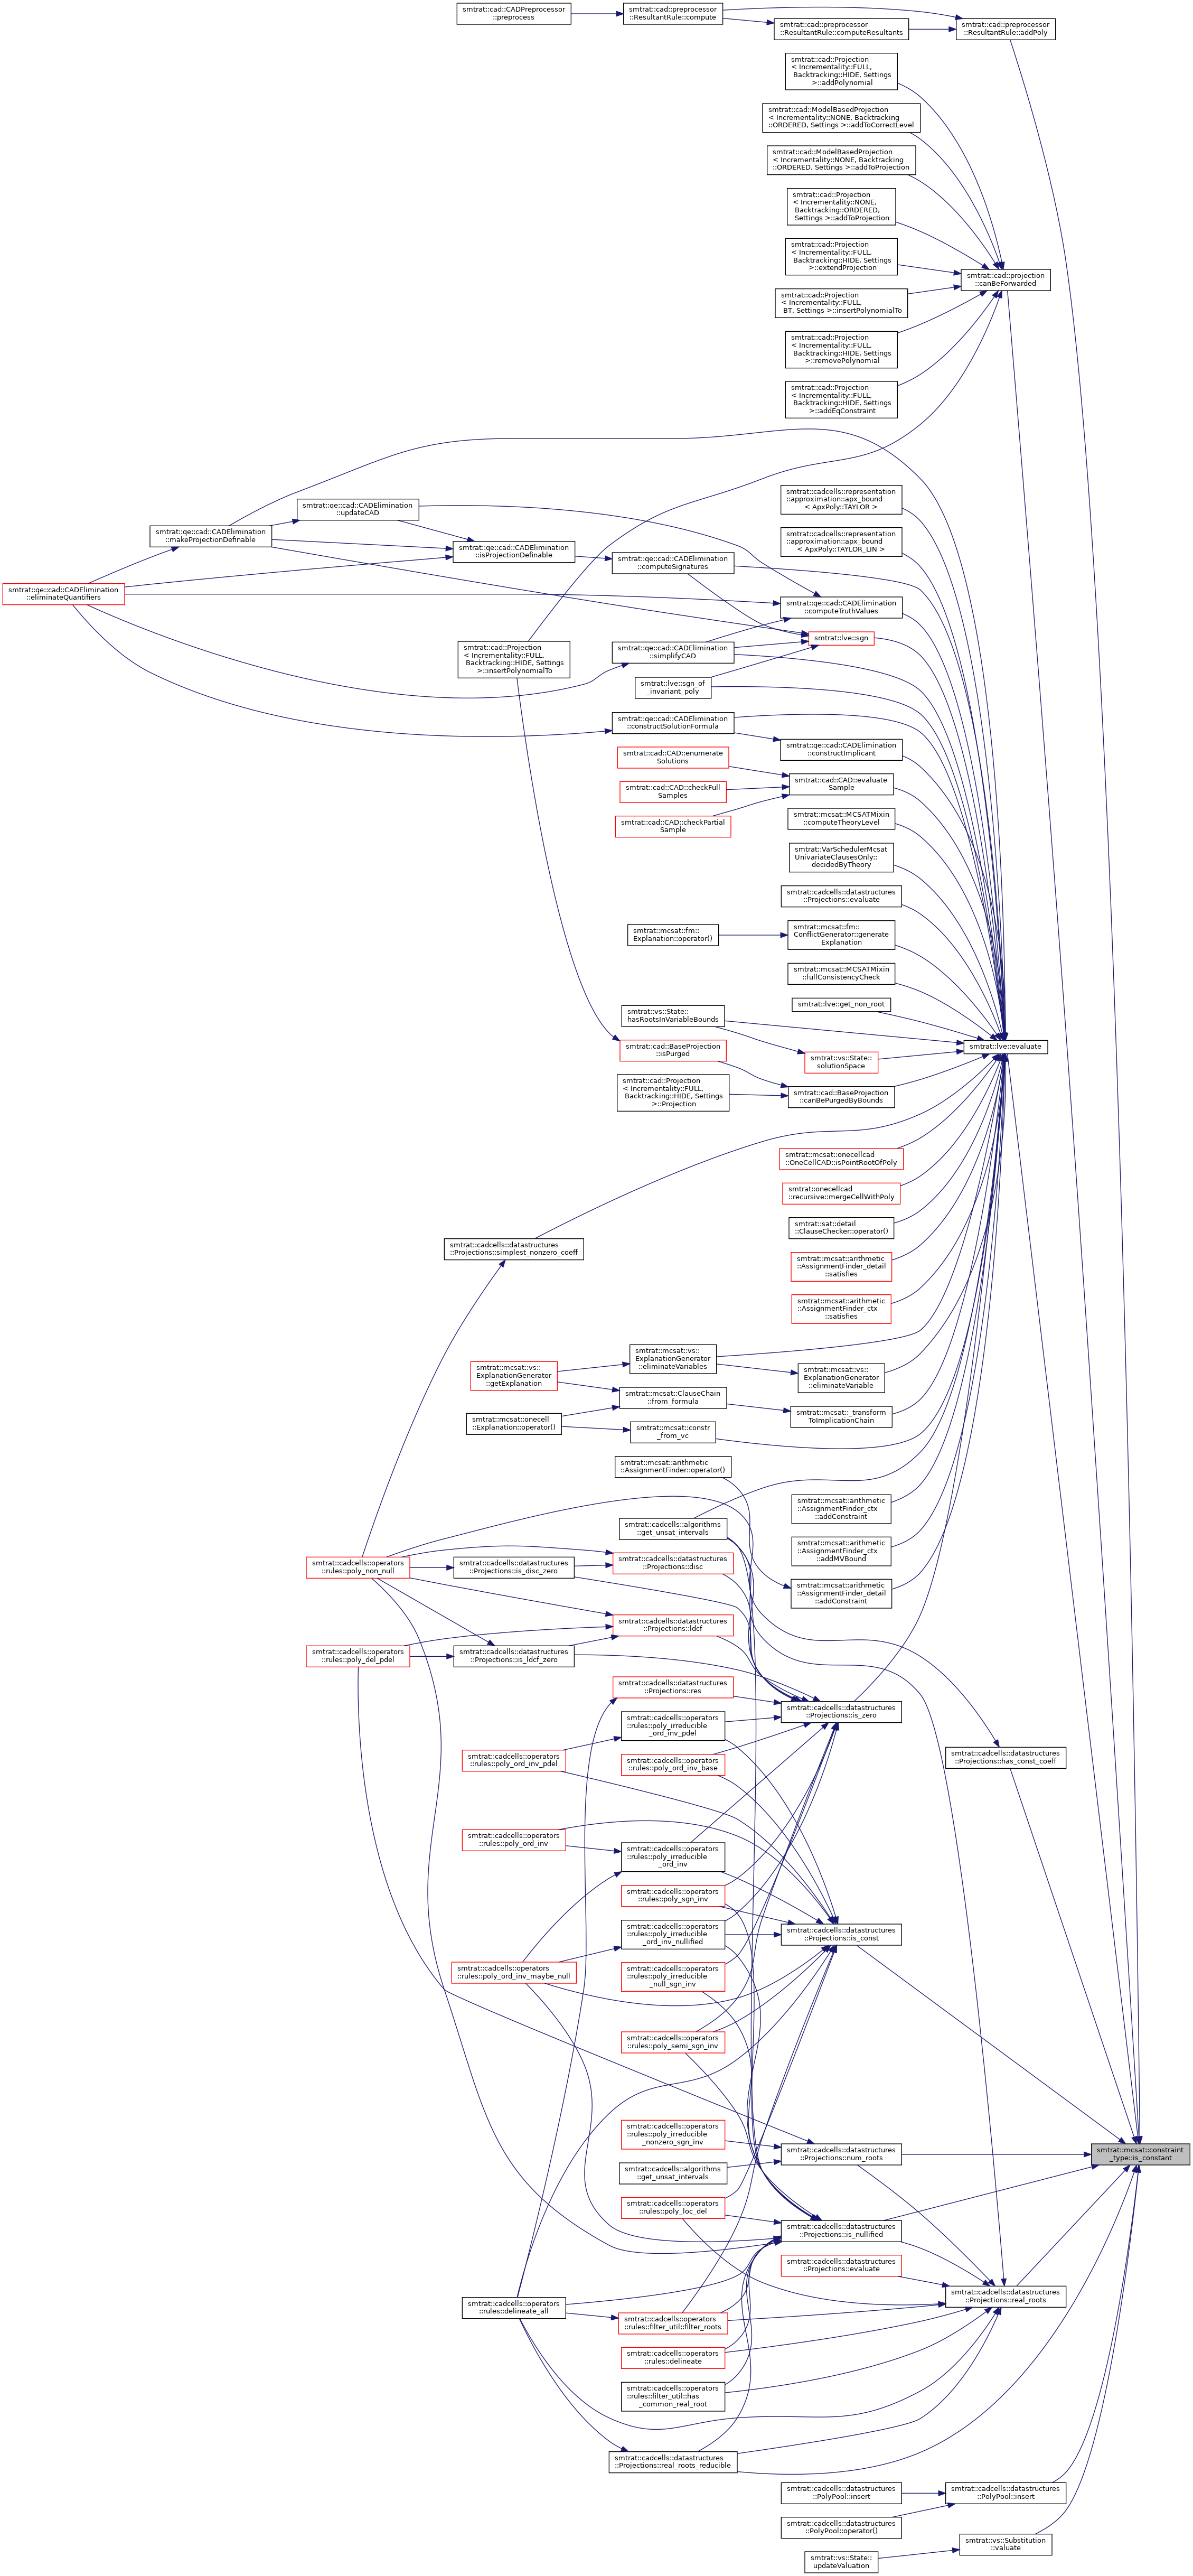 smtrat::cad::CADPreprocessor
::preprocess
smtrat::cad::preprocessor
::ResultantRule::compute
smtrat::cad::preprocessor
::ResultantRule::computeResultants
smtrat::cad::preprocessor
::ResultantRule::addPoly
smtrat::cad::Projection
< Incrementality::FULL,
Backtracking::HIDE, Settings
>::addPolynomial
smtrat::cad::ModelBasedProjection
< Incrementality::NONE, Backtracking
::ORDERED, Settings >::addToCorrectLevel
smtrat::cad::ModelBasedProjection
< Incrementality::NONE, Backtracking
::ORDERED, Settings >::addToProjection
smtrat::cad::Projection
< Incrementality::NONE,
Backtracking::ORDERED,
Settings >::addToProjection
smtrat::cad::Projection
< Incrementality::FULL,
Backtracking::HIDE, Settings
>::extendProjection
smtrat::cad::projection
::canBeForwarded
smtrat::cad::Projection
< Incrementality::FULL,
BT, Settings >::insertPolynomialTo
smtrat::cad::Projection
< Incrementality::FULL,
Backtracking::HIDE, Settings
>::removePolynomial
smtrat::cad::Projection
< Incrementality::FULL,
Backtracking::HIDE, Settings
>::addEqConstraint
smtrat::cadcells::representation
::approximation::apx_bound
< ApxPoly::TAYLOR >
smtrat::qe::cad::CADElimination
::updateCAD
smtrat::qe::cad::CADElimination
::makeProjectionDefinable
smtrat::cadcells::representation
::approximation::apx_bound
< ApxPoly::TAYLOR_LIN >
smtrat::qe::cad::CADElimination
::isProjectionDefinable
smtrat::qe::cad::CADElimination
::computeSignatures
smtrat::qe::cad::CADElimination
::eliminateQuantifiers
smtrat::qe::cad::CADElimination
::computeTruthValues
smtrat::lve::sgn
smtrat::cad::Projection
< Incrementality::FULL,
Backtracking::HIDE, Settings
>::insertPolynomialTo
smtrat::qe::cad::CADElimination
::simplifyCAD
smtrat::lve::sgn_of
_invariant_poly
smtrat::qe::cad::CADElimination
::constructSolutionFormula
smtrat::qe::cad::CADElimination
::constructImplicant
smtrat::cad::CAD::enumerate
Solutions
smtrat::cad::CAD::evaluate
Sample
smtrat::cad::CAD::checkFull
Samples
smtrat::cad::CAD::checkPartial
Sample
smtrat::mcsat::MCSATMixin
::computeTheoryLevel
smtrat::VarSchedulerMcsat
UnivariateClausesOnly::
decidedByTheory
smtrat::cadcells::datastructures
::Projections::evaluate
smtrat::mcsat::fm::
Explanation::operator()
smtrat::mcsat::fm::
ConflictGenerator::generate
Explanation
smtrat::mcsat::MCSATMixin
::fullConsistencyCheck
smtrat::lve::get_non_root
smtrat::vs::State::
hasRootsInVariableBounds
smtrat::lve::evaluate
smtrat::cad::BaseProjection
::isPurged
smtrat::vs::State::
solutionSpace
smtrat::cad::Projection
< Incrementality::FULL,
Backtracking::HIDE, Settings
>::Projection
smtrat::cad::BaseProjection
::canBePurgedByBounds
smtrat::mcsat::onecellcad
::OneCellCAD::isPointRootOfPoly
smtrat::onecellcad
::recursive::mergeCellWithPoly
smtrat::sat::detail
::ClauseChecker::operator()
smtrat::cadcells::datastructures
::Projections::simplest_nonzero_coeff
smtrat::mcsat::arithmetic
::AssignmentFinder_detail
::satisfies
smtrat::mcsat::arithmetic
::AssignmentFinder_ctx
::satisfies
smtrat::mcsat::vs::
ExplanationGenerator
::getExplanation
smtrat::mcsat::vs::
ExplanationGenerator
::eliminateVariables
smtrat::mcsat::vs::
ExplanationGenerator
::eliminateVariable
smtrat::mcsat::ClauseChain
::from_formula
smtrat::mcsat::_transform
ToImplicationChain
smtrat::mcsat::onecell
::Explanation::operator()
smtrat::mcsat::constr
_from_vc
smtrat::mcsat::arithmetic
::AssignmentFinder::operator()
smtrat::mcsat::arithmetic
::AssignmentFinder_ctx
::addConstraint
smtrat::cadcells::algorithms
::get_unsat_intervals
smtrat::mcsat::arithmetic
::AssignmentFinder_ctx
::addMVBound
smtrat::cadcells::operators
::rules::poly_non_null
smtrat::cadcells::datastructures
::Projections::is_disc_zero
smtrat::cadcells::datastructures
::Projections::disc
smtrat::mcsat::arithmetic
::AssignmentFinder_detail
::addConstraint
smtrat::cadcells::datastructures
::Projections::ldcf
smtrat::cadcells::operators
::rules::poly_del_pdel
smtrat::cadcells::datastructures
::Projections::is_ldcf_zero
smtrat::cadcells::datastructures
::Projections::res
smtrat::cadcells::datastructures
::Projections::is_zero
smtrat::cadcells::operators
::rules::poly_irreducible
_ord_inv_pdel
smtrat::cadcells::datastructures
::Projections::has_const_coeff
smtrat::cadcells::operators
::rules::poly_ord_inv_pdel
smtrat::cadcells::operators
::rules::poly_ord_inv_base
smtrat::cadcells::operators
::rules::poly_ord_inv
smtrat::cadcells::operators
::rules::poly_irreducible
_ord_inv
smtrat::cadcells::operators
::rules::poly_sgn_inv
smtrat::cadcells::operators
::rules::poly_irreducible
_ord_inv_nullified
smtrat::cadcells::datastructures
::Projections::is_const
smtrat::cadcells::operators
::rules::poly_ord_inv_maybe_null
smtrat::cadcells::operators
::rules::poly_irreducible
_null_sgn_inv
smtrat::cadcells::operators
::rules::poly_semi_sgn_inv
smtrat::cadcells::operators
::rules::poly_irreducible
_nonzero_sgn_inv
smtrat::cadcells::datastructures
::Projections::num_roots
smtrat::mcsat::constraint
_type::is_constant
smtrat::cadcells::algorithms
::get_unsat_intervals
smtrat::cadcells::operators
::rules::poly_loc_del
smtrat::cadcells::datastructures
::Projections::is_nullified
smtrat::cadcells::datastructures
::Projections::evaluate
smtrat::cadcells::datastructures
::Projections::real_roots
smtrat::cadcells::operators
::rules::delineate_all
smtrat::cadcells::operators
::rules::filter_util::filter_roots
smtrat::cadcells::operators
::rules::delineate
smtrat::cadcells::operators
::rules::filter_util::has
_common_real_root
smtrat::cadcells::datastructures
::Projections::real_roots_reducible
smtrat::cadcells::datastructures
::PolyPool::insert
smtrat::cadcells::datastructures
::PolyPool::insert
smtrat::cadcells::datastructures
::PolyPool::operator()
smtrat::vs::Substitution
::valuate
smtrat::vs::State::
updateValuation